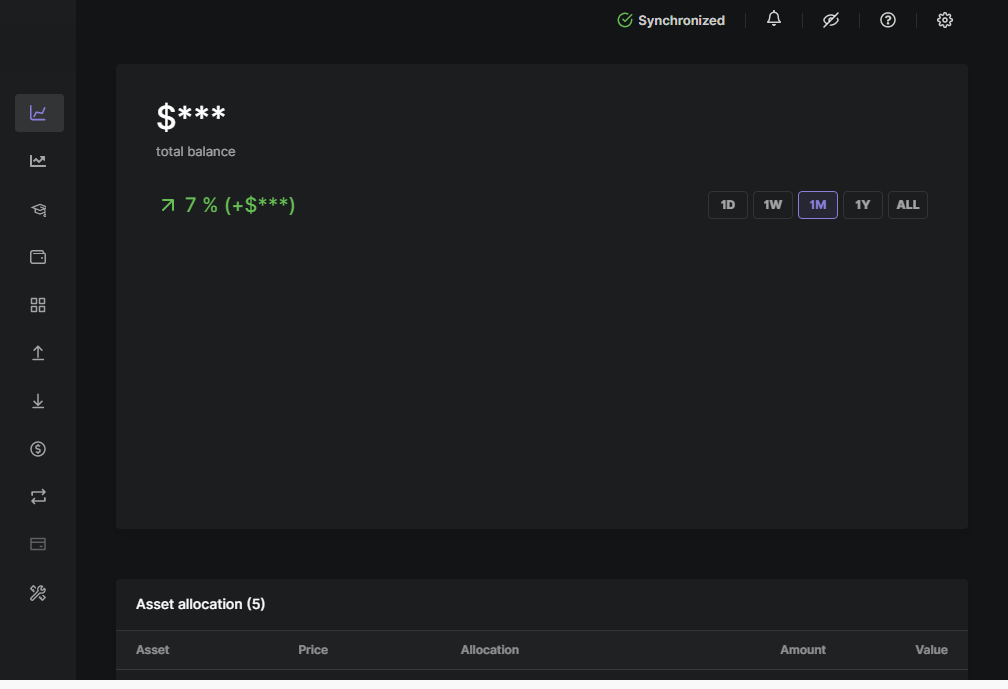 Synchronized
$***
total balance
7 % (+$***)
1D 1W 1M 1Y ALL
Asset allocation (5)
Asset Price Allocation Amount Value